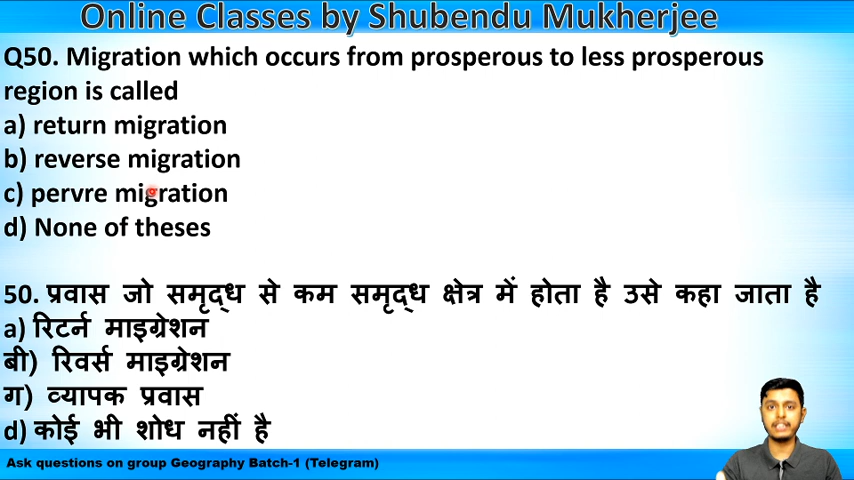 Online Classes by Shubendu Mukherjee
Q50. Migration which occurs from prosperous to less prosperous
region is called
a) return migration
b) reverse migration
c) pervre migration
d) None of theses
50. प्रवास जो समृद्ध से कम समृद्ध क्षेत्र में होता है उसे कहा जाता है
a) रिटर्न माइग्रेशन
बी) रिवर्स माइग्रेशन
ग) व्यापक प्रवास
d) कोई भी शोध नहीं है
Ask questions on group Geography Batch-1 (Telegram)